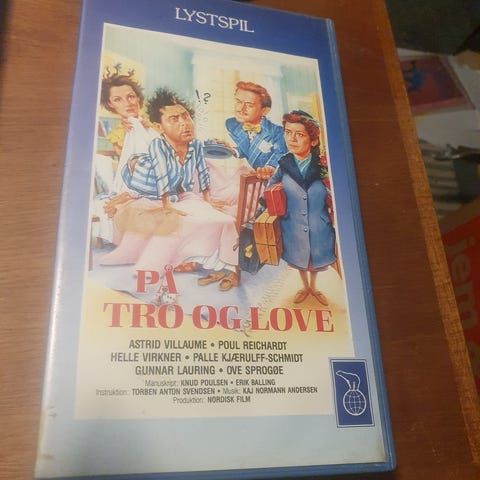 LYSTSPIL
!?
PÅ
TRO OG LOVE
ASTRID VILLAUME • POUL REICHARDT
HELLE VIRKNER • PALLE KJÆRULFF-SCHMIDT
GUNNAR LAURING • OVE SPROGØE
Manuskript: KNUD POULSEN • ERIK BALLING
Instruktion: TORBEN ANTON SVENDSEN • Musik: KAJ NORMANN ANDERSEN
Produktion: NORDISK FILM
jem